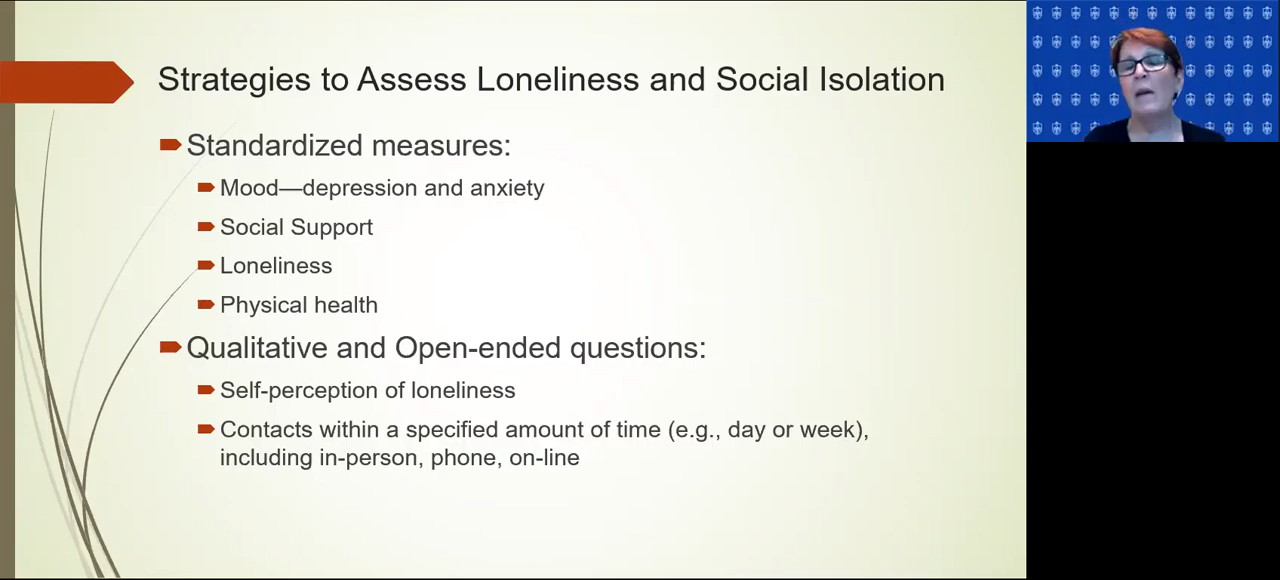 Strategies to Assess Loneliness and Social Isolation
Standardized measures:
Mood—depression and anxiety
Social Support
Loneliness
Physical health
Qualitative and Open-ended questions:
Self-perception of loneliness
Contacts within a specified amount of time (e.g., day or week),
including in-person, phone, on-line